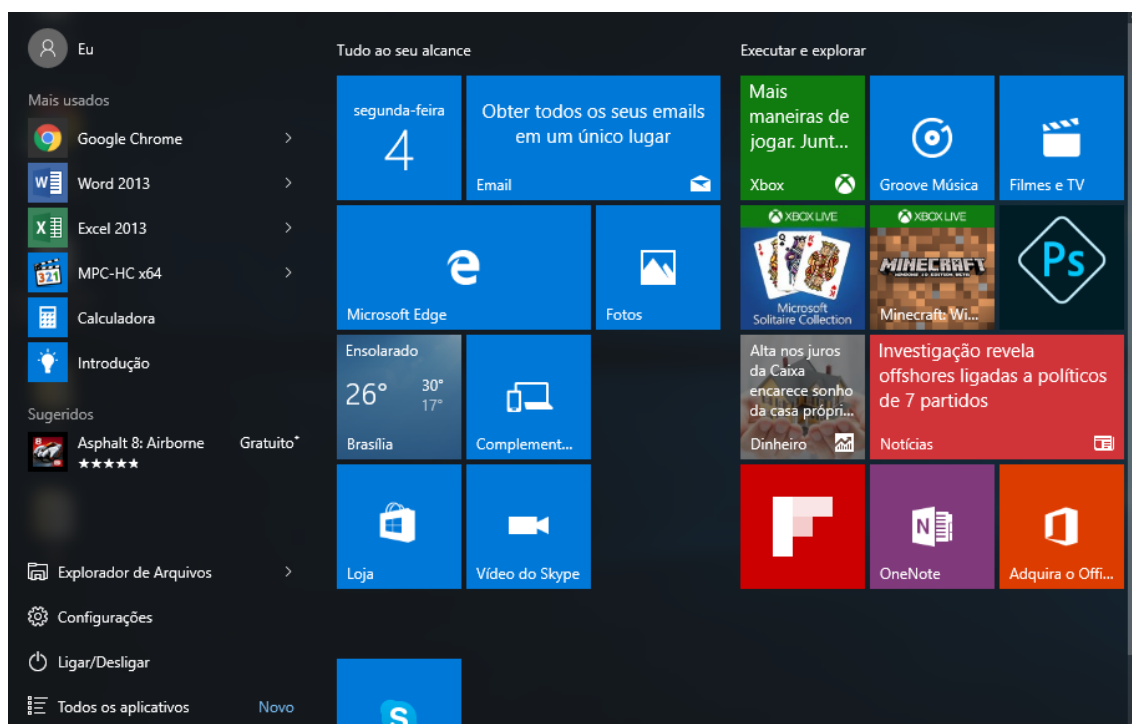 Eu
Mais usados
Google Chrome
Word 2013
Excel 2013
MPC-HC x64
Calculadora
Introdução
Sugeridos
Asphalt 8: Airborne Gratuito*
Explorador de Arquivos
Configurações
Ligar/Desligar
Todos os aplicativos Novo
Tudo ao seu alcance
segunda-feira
4
Obter todos os seus emails
em um único lugar
Email
Microsoft Edge
Fotos
Ensolarado
26° 30°
17°
Brasília
Complement...
Loja
Vídeo do Skype
Executar e explorar
Mais
maneiras de
jogar. Junt...
Xbox
Groove Música
Filmes e TV
XBOX LIVE
Microsoft
Solitaire Collection
XBOX LIVE
MINECRAFT
Minecraft: Wi...
Ps
Alta nos juros
da Caixa
encarece sonho
da casa própri...
Dinheiro
Investigação revela
offshores ligadas a políticos
de 7 partidos
Notícias
OneNote
Adquira o Offi...